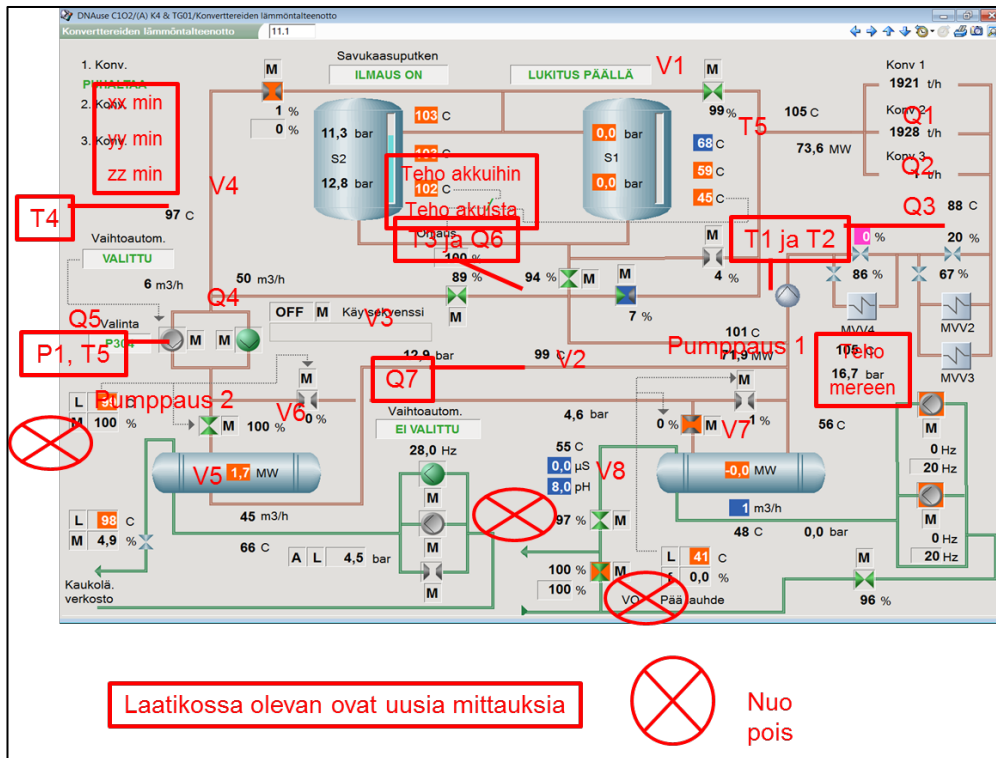 DNAuse C1O2/(A) K4 & TG01/Konverttereiden lämmöntalteenotto
Konverttereiden lämmöntalteenotto 11.1
1. Konv.
2. Konv.
3. Konv.
xx min
yy min
zz min
M
1 %
0 %
Savukaasuputken
ILMAUS ON
LUKITUS PÄÄLLÄ
V1
M
99%
T5
105 C
73,6 MW
Konv 1
1921 t/h
Konv 2
Q1
1928 t/h
Konv 3
Q2
t/h
11,3 bar
S2
12,8 bar
103 C
102 C
0,0 bar
S1
0,0 bar
68 C
59 C
45 C
Teho akkuihin
Teho akuista
V4
T4
97 C
T3 ja Q6
100 %
T1 ja T2
Q3
88 C
0 %
20 %
86 %
67 %
M
4 %
Vaihtoautom.
VALITTU
6 m3/h
50 m3/h
89 %
M
94 %
M
M
7 %
Q4
Q5
Valinta
P304
P1, T5
M
M
OFF M Käyisekvenssi
V3
MVV4
MVV2
MVV3
101 C
Pumppaus 1
71,9 MW
12,9 bar
99 C
V2
Q7
105 C
16,7 bar
Teho
mereen
Pumppaus 2
L
C
M 100 %
100 %
M
M
V6
0%
Vaihtoautom.
EI VALITTU
28,0 Hz
4,6 bar
M
0 %
M
V7
1%
56 C
M
0 Hz
20 Hz
M
0 Hz
20 Hz
V5
1,7 MW
55 C
0,0 µS
8,0 pH
V8
-0,0 MW
1 m3/h
48 C
0,0 bar
L 98 C
M 4,9 %
45 m3/h
66 C
A L 4,5 bar
M
M
M
97 %
M
100 %
100 %
M
L 41 C
0,0 %
M
96 %
Kaukolä.
verkosto
Laatikossa olevan ovat uusia mittauksia
Nuo
pois